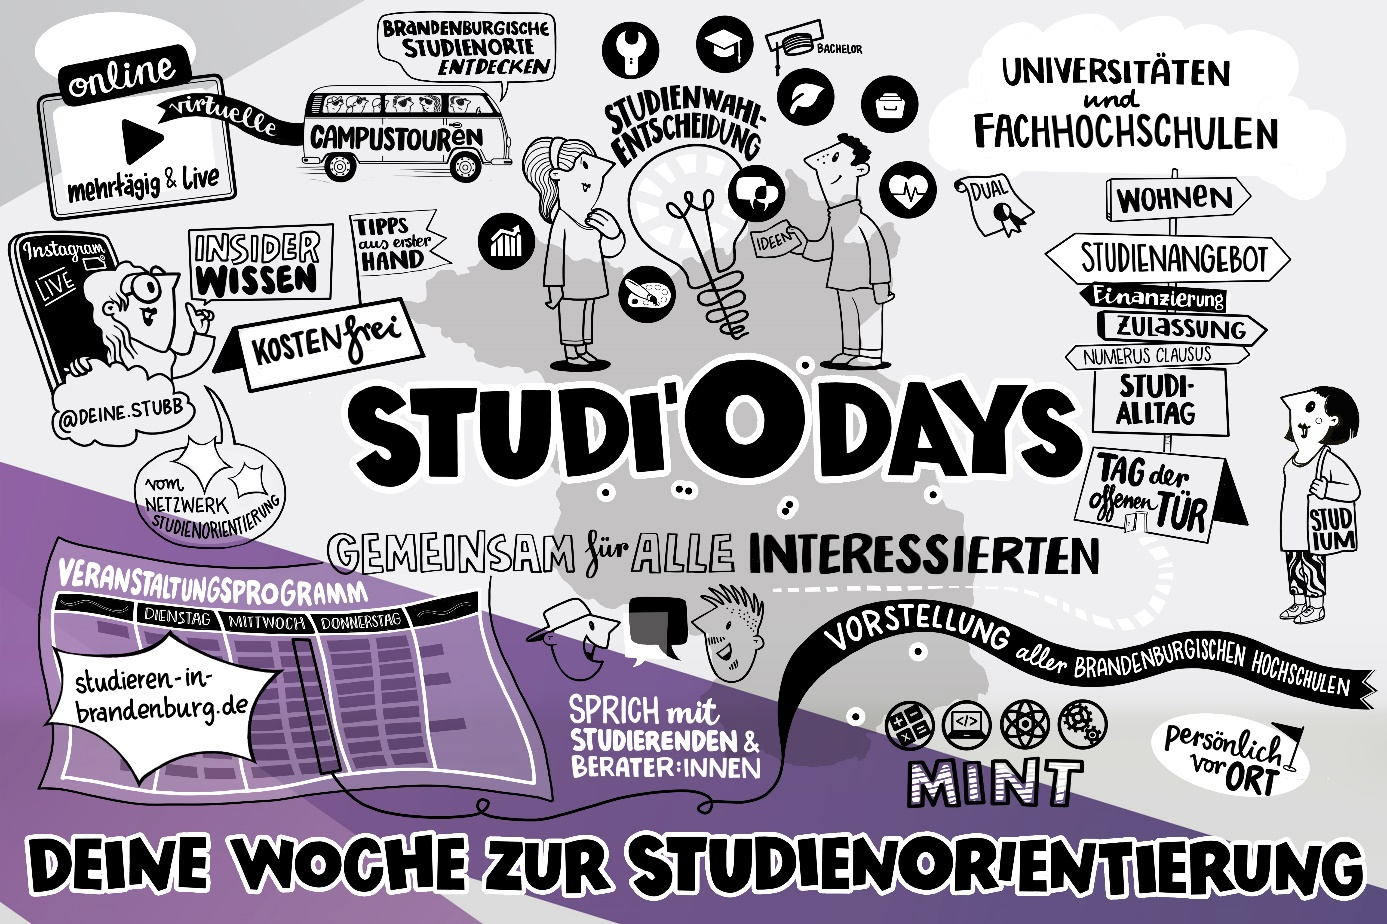 online
mehrtägig & Live
virtuelle
CAMPUSTOUREN
BRANDENBURGISCHE
STUDIENORTE
ENTDECKEN
STUDIENWAHL-
ENTSCHEIDUNG
BACHELOR
IDEEN
UNIVERSITÄTEN
und
FACHHOCHSCHULEN
DUAL
WOHNEN
STUDIENANGEBOT
Finanzierung
ZULASSUNG
NUMERUS CLAUSUS
STUDI-
ALLTAG
TAG der
offenen TÜR
STUD
IUM
Instagram
LIVE
INSIDER
WISSEN
TIPPS
aus erster
HAND
KOSTENfrei
@DEINE.STUBB
vom
NETZWERK
STUDIENORIENTIERUNG
STUDI'O DAYS
GEMEINSAM für ALLE INTERESSIERTEN
VERANSTALTUNGSPROGRAMM
DIENSTAG MITTWOCH DONNERSTAG
studieren-in-
brandenburg.de
SPRICH mit
STUDIERENDEN &
BERATER:INNEN
VORSTELLUNG aller BRANDENBURGISCHEN HOCHSCHULEN
</>
MINT
persönlich
vor ORT
DEINE WOCHE ZUR STUDIENORIENTIERUNG